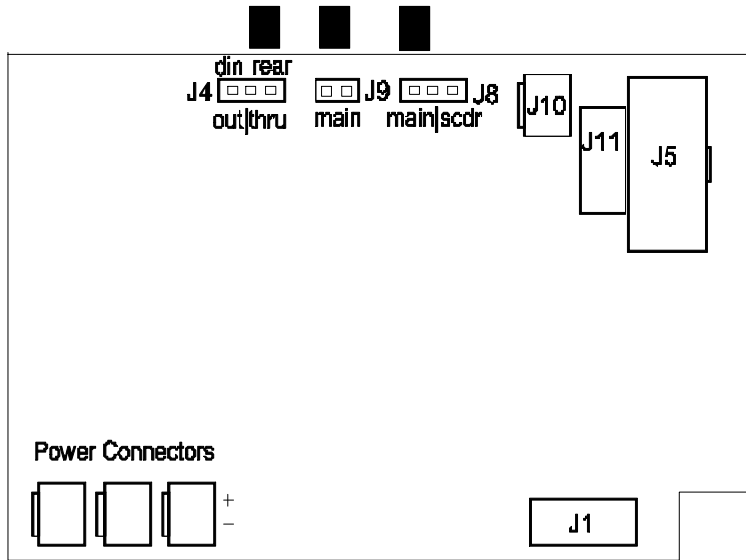 din rear
J4
J9
J8
out|thru
main
main|scdr
J10
J11
J5
Power Connectors
+
−
J1